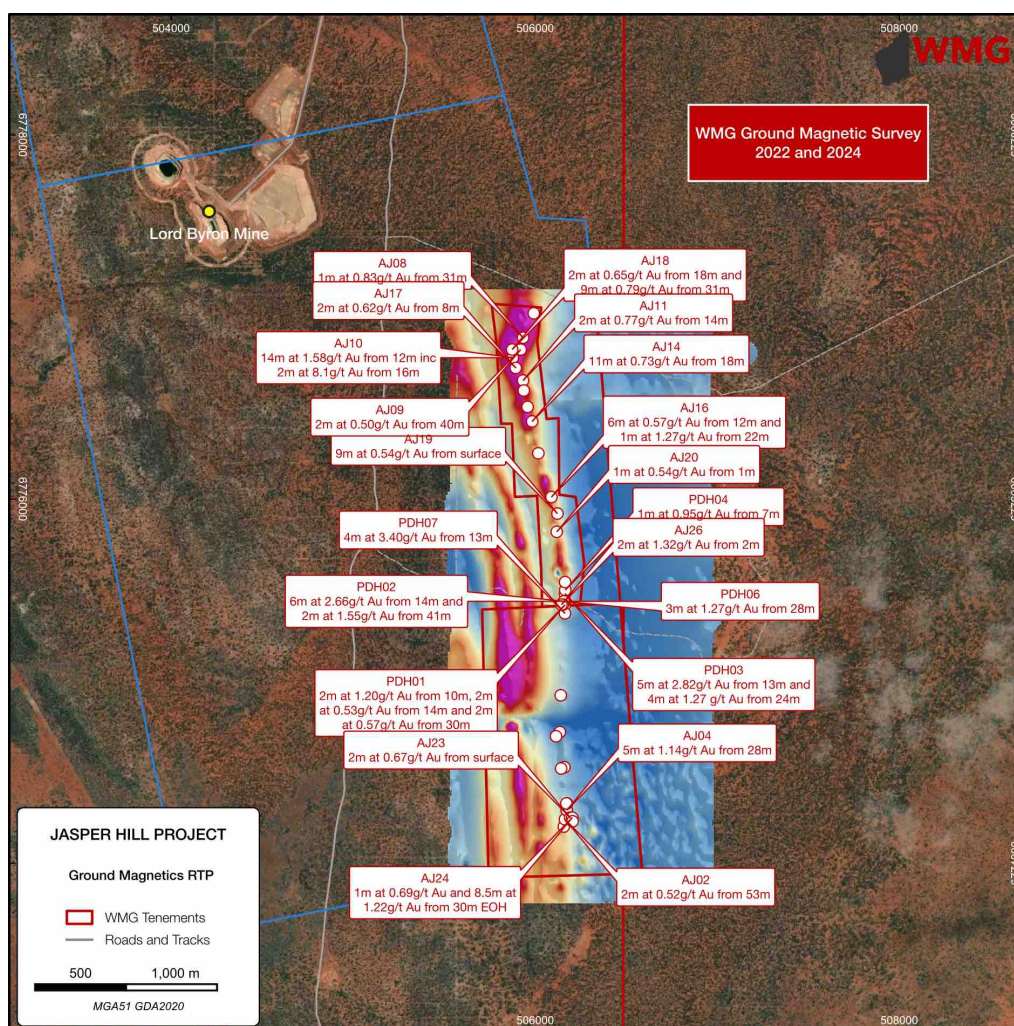 504000
506000
508000
WMG
6778000
WMG Ground Magnetic Survey
2022 and 2024
Lord Byron Mine
AJ08
1m at 0.83g/t Au from 31m
AJ18
2m at 0.65g/t Au from 18m and
9m at 0.79g/t Au from 31m
AJ17
2m at 0.62g/t Au from 8m
AJ11
2m at 0.77g/t Au from 14m
AJ10
14m at 1.58g/t Au from 12m inc
2m at 8.1g/t Au from 16m
AJ14
11m at 0.73g/t Au from 18m
AJ09
2m at 0.50g/t Au from 40m
AJ16
6m at 0.57g/t Au from 12m and
1m at 1.27g/t Au from 22m
AJ19
9m at 0.54g/t Au from surface
AJ20
1m at 0.54g/t Au from 1m
6776000
PDH04
1m at 0.95g/t Au from 7m
PDH07
4m at 3.40g/t Au from 13m
AJ26
2m at 1.32g/t Au from 2m
PDH02
6m at 2.66g/t Au from 14m and
2m at 1.55g/t Au from 41m
PDH06
3m at 1.27g/t Au from 28m
PDH01
2m at 1.20g/t Au from 10m, 2m
at 0.53g/t Au from 14m and 2m
at 0.57g/t Au from 30m
PDH03
5m at 2.82g/t Au from 13m and
4m at 1.27 g/t Au from 24m
AJ23
2m at 0.67g/t Au from surface
AJ04
5m at 1.14g/t Au from 28m
AJ24
1m at 0.69g/t Au and 8.5m at
1.22g/t Au from 30m EOH
AJ02
2m at 0.52g/t Au from 53m
JASPER HILL PROJECT
Ground Magnetics RTP
WMG Tenements
Roads and Tracks
500
1,000 m
MGA51 GDA2020
506000
508000